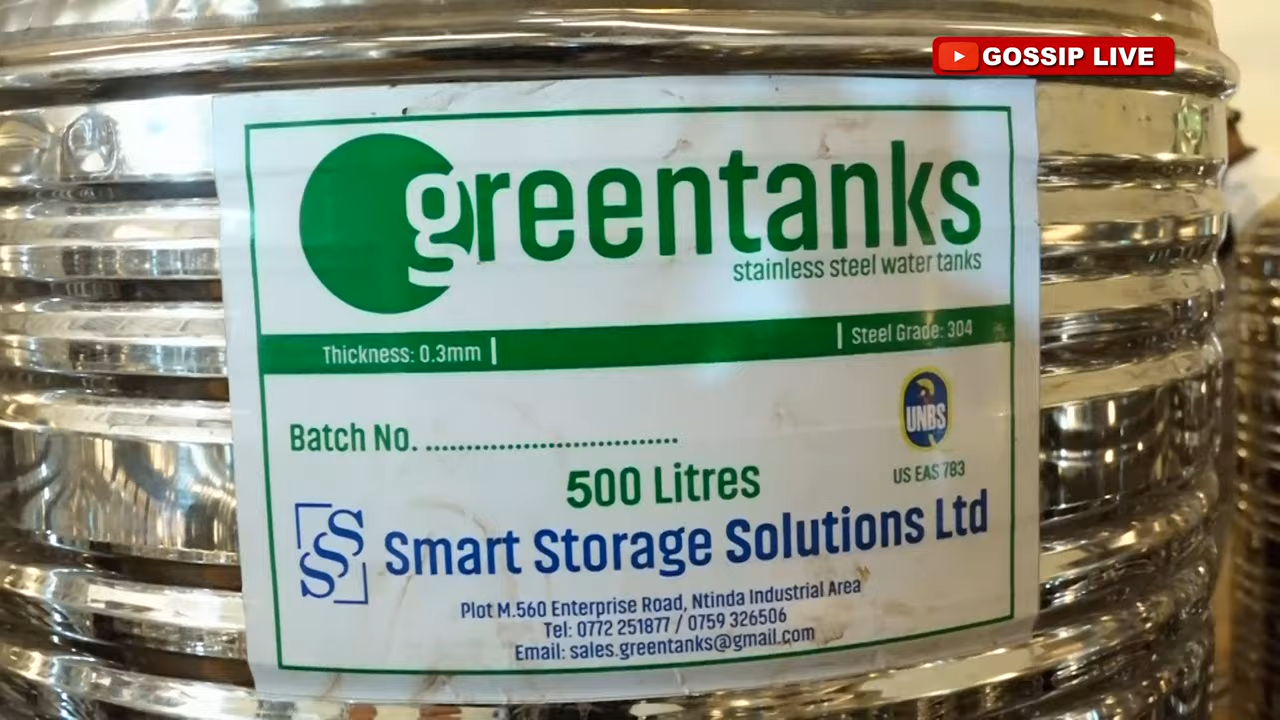 GOSSIP LIVE
greentanks
stainless steel water tanks
Thickness: 0.3mm | | Steel Grade: 304
UNBS
Batch No. ................................
US EAS 783
500 Litres
SSS Smart Storage Solutions Ltd
Plot M.560 Enterprise Road, Ntinda Industrial Area
Tel: 0772 251877 / 0759 326506
Email: sales.greentanks@gmail.com